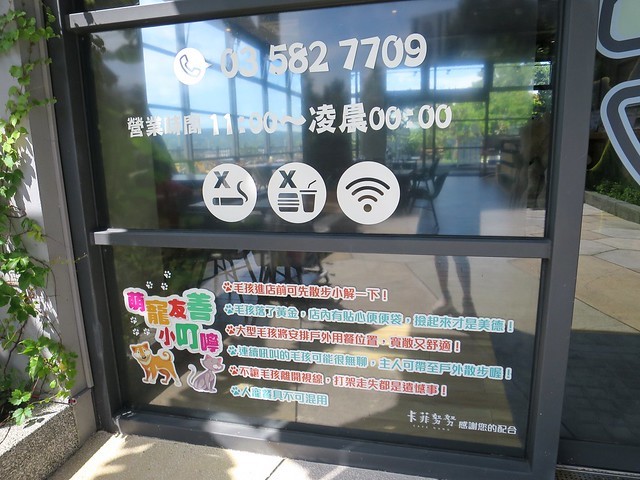 03 582 7709
營業時間 11:00～凌晨00:00
X X
萌寵友善
小叮嚀
毛孩進店前可先散步小解一下！
毛孩落了黃金，店內有貼心便便袋，撿起來才是美德！
大型毛孩將安排戶外用餐位置，寬敞又舒適！
連續吼叫的毛孩可能很無聊，主人可帶至戶外散步喔！
不讓毛孩離開視線，打架走失都是遺憾事！
人寵落具不可混用
卡菲努努 感謝您的配合